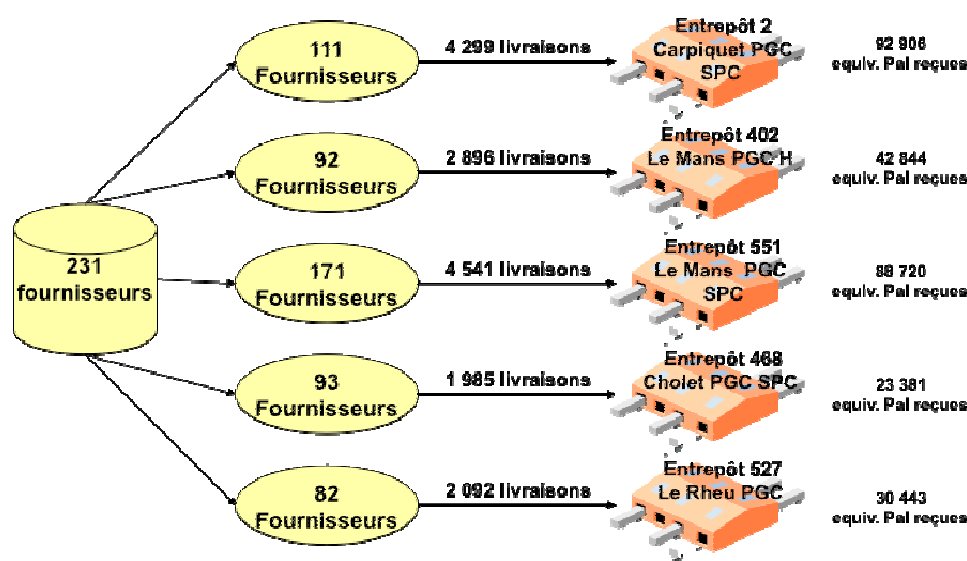 111
Fournisseurs
4 299 livraisons
Entrepôt 2
Carpiquet PGC
SPC
92 906
equiv. Pal reçues
92
Fournisseurs
2 896 livraisons
Entrepôt 402
Le Mans PGC H
42 844
equiv. Pal reçues
231
fournisseurs
171
Fournisseurs
4 541 livraisons
Entrepôt 551
Le Mans PGC
SPC
98 720
equiv. Pal reçues
93
Fournisseurs
1 985 livraisons
Entrepôt 468
Cholet PGC SPC
23 381
equiv. Pal reçues
82
Fournisseurs
2 092 livraisons
Entrepôt 527
Le Rheu PGC
30 443
equiv. Pal reçues